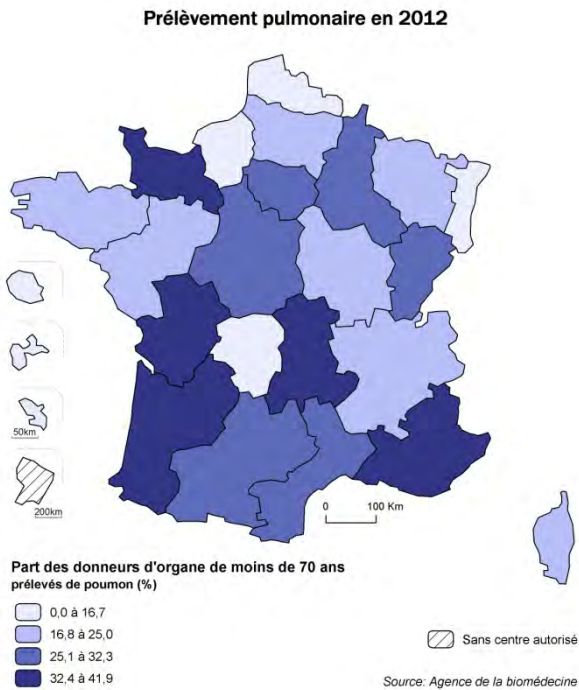 Prélèvement pulmonaire en 2012
50km
200km
0 100 Km
Part des donneurs d'organe de moins de 70 ans
prélevés de poumon (%)
0,0 à 16,7
16,8 à 25,0
25,1 à 32,3
32,4 à 41,9
Sans centre autorisé
Source: Agence de la biomédecine